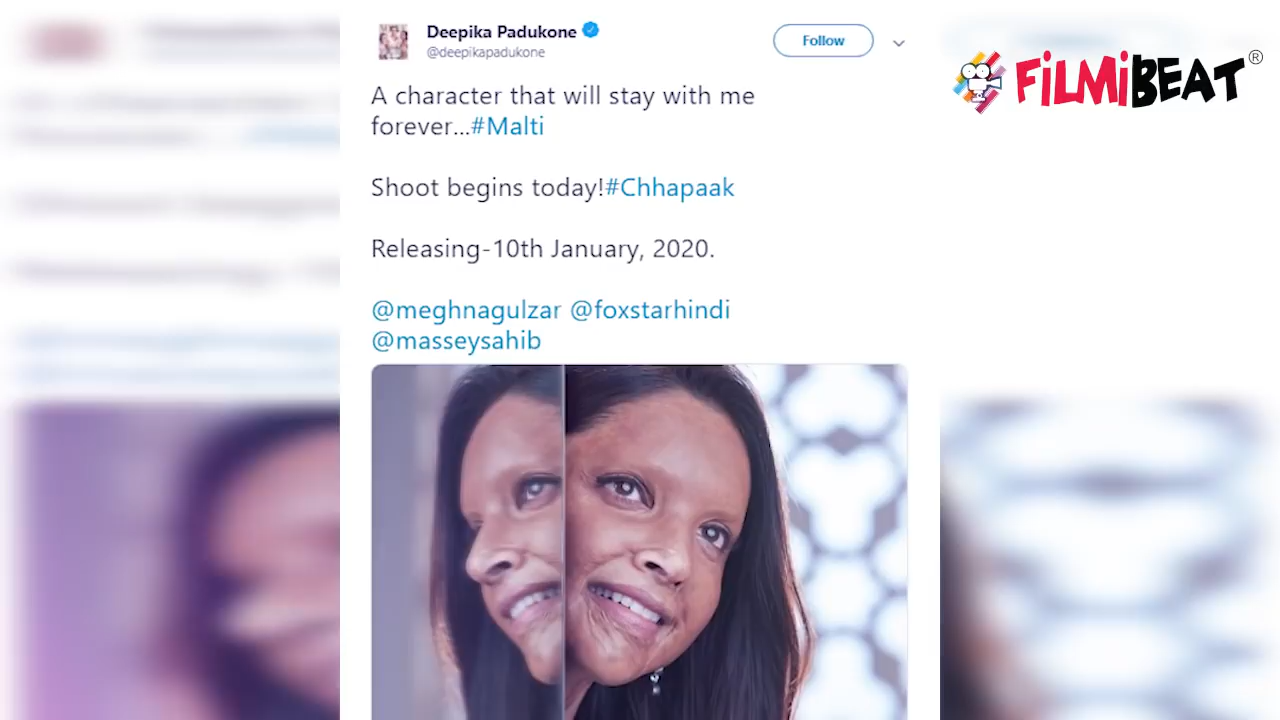 Deepika Padukone
@deepikapadukone
Follow
FiLMiBEAT®
A character that will stay with me
forever...#Malti
Shoot begins today!#Chhapaak
Releasing-10th January, 2020.
@meghnagulzar @foxstarhindi
@masseysahib